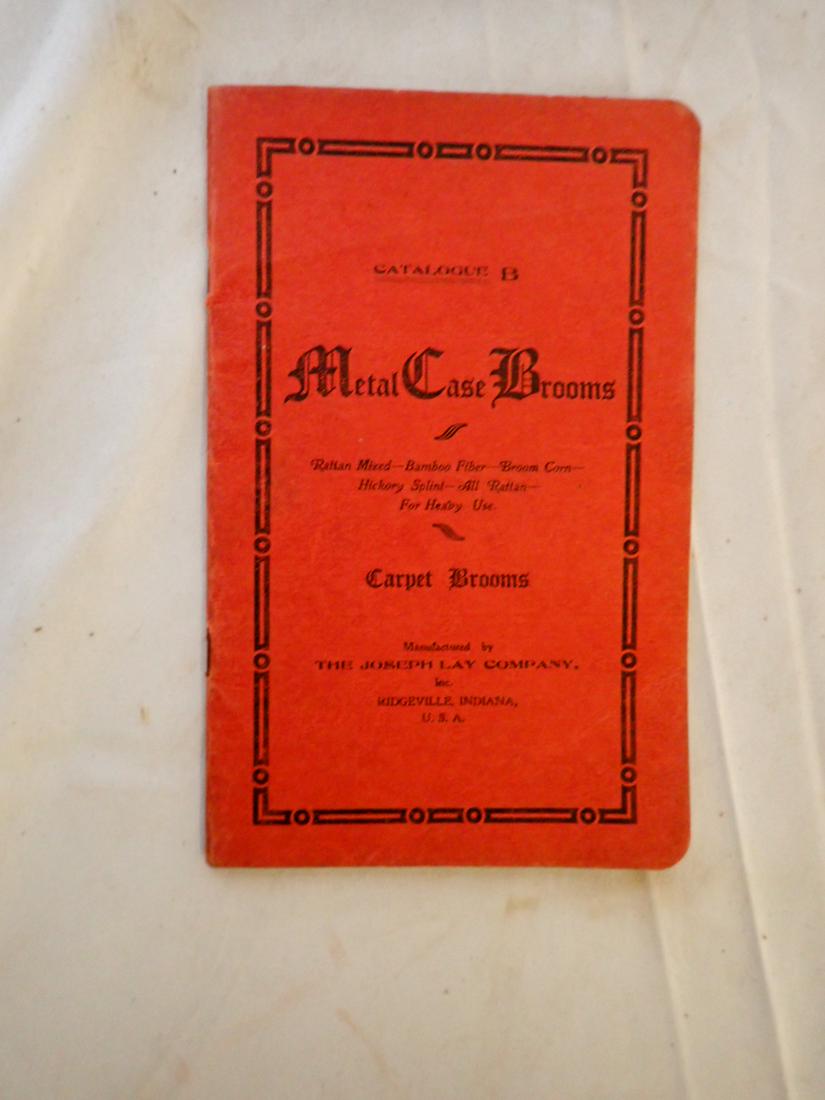 CATALOGUE B
Metal Case Brooms
Rattan Mixed—Bamboo Fiber—Broom Corn—
Hickory Splint—All Rattan—
For Heavy Use.
Carpet Brooms
Manufactured by
THE JOSEPH LAY COMPANY,
Inc.
RIDGEVILLE, INDIANA,
U. S. A.